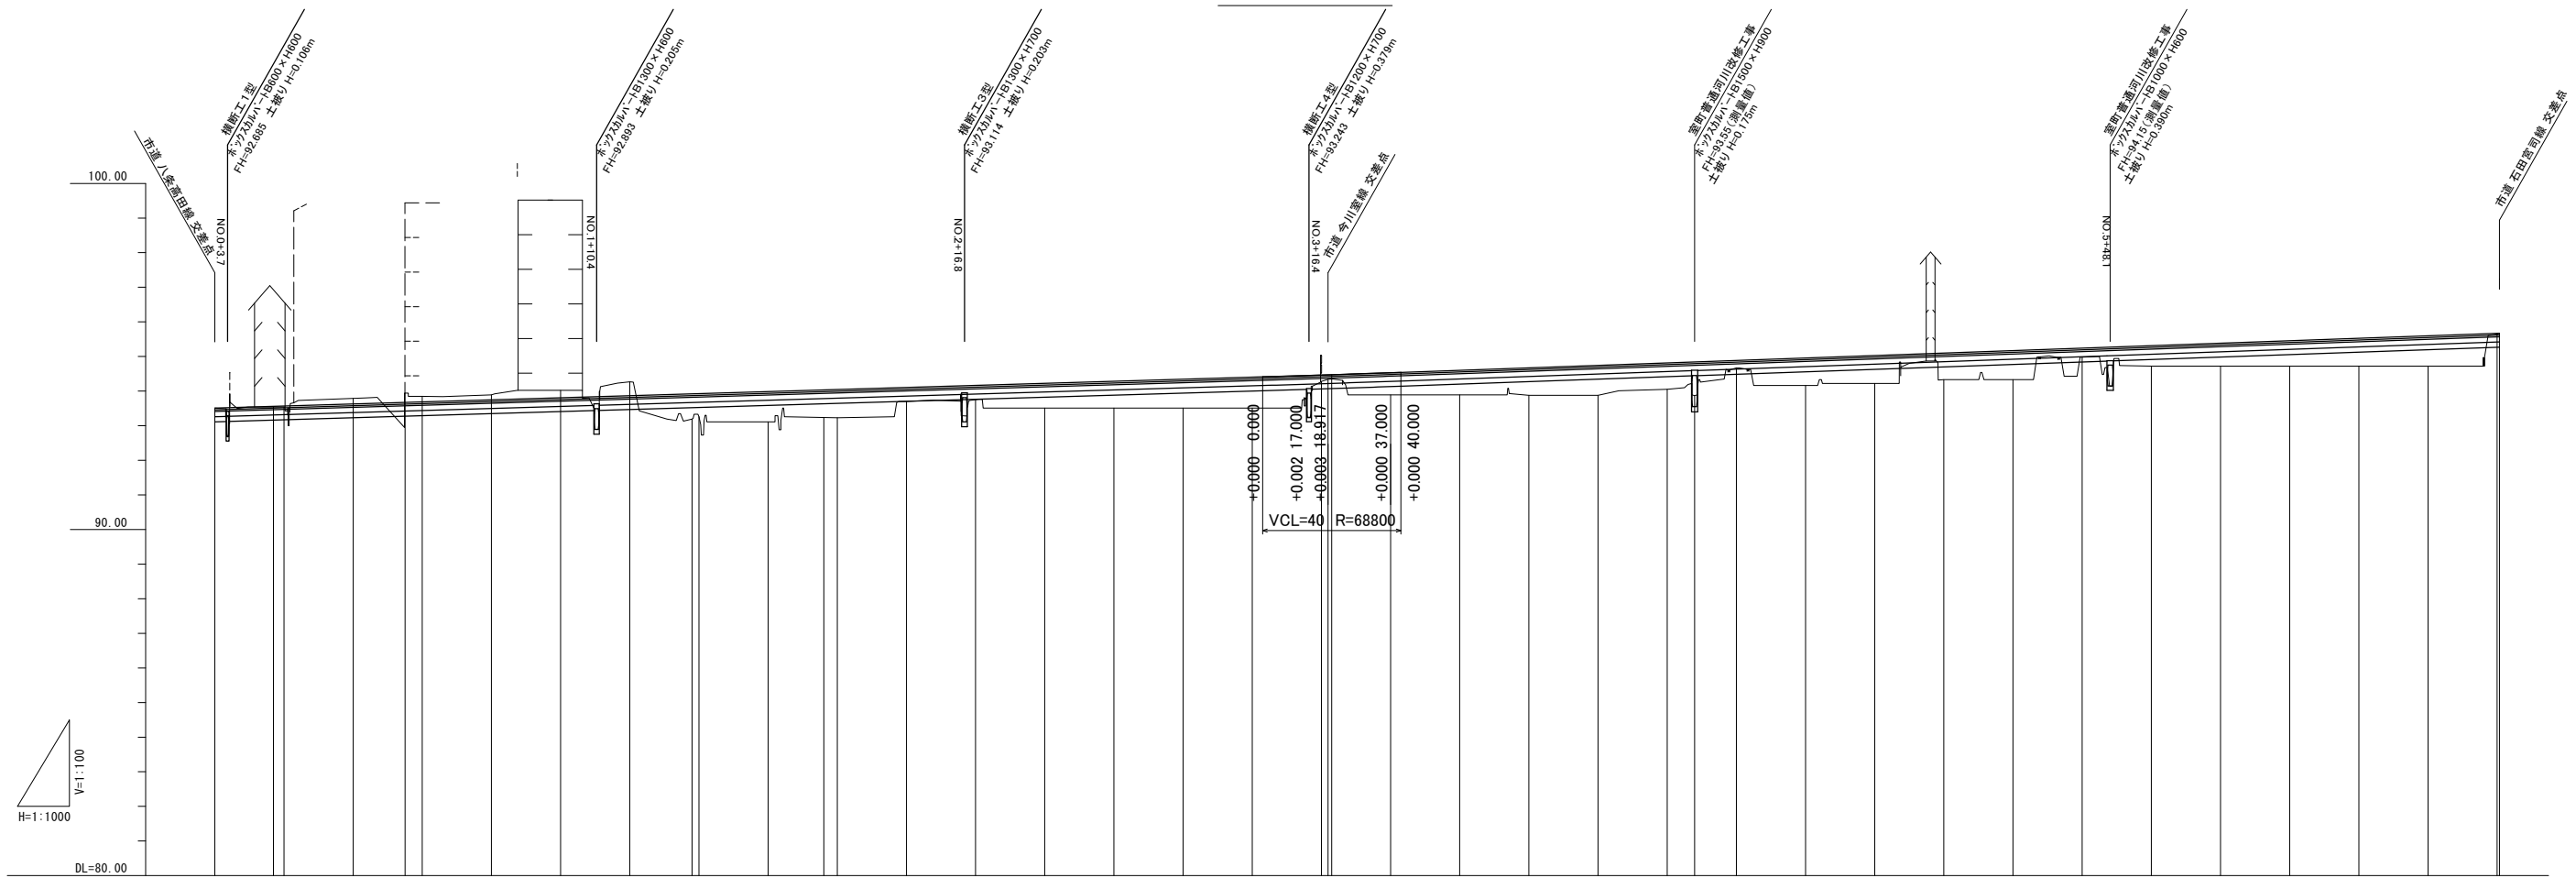 市道 八条高田線 交差点
NO.0+3.7
横断工1型
ボックスカルバートB600×H600
FH=92.685 土被り H=0.106m
NO.1+10.4
ボックスカルバートB1300×H600
FH=92.893 土被り H=0.205m
NO.2+16.8
横断工3型
ボックスカルバートB1300×H700
FH=93.114 土被り H=0.203m
NO.3+16.4
横断工4型
ボックスカルバートB1200×H700
FH=93.243 土被り H=0.379m
市道 今川室線 交差点
室町普通河川改修工事
ボックスカルバートB1500×H900
FH=93.55(測量値)
土被り H=0.175m
NO.5+48.1
室町普通河川改修工事
ボックスカルバートB1000×H600
FH=94.15(測量値)
土被り H=0.390m
市道 石田宮司線 交差点
100.00
90.00
DL=80.00
+0.000 0.000
+0.002 17.000
+0.003 18.917
+0.000 37.000
+0.000 40.000
VCL=40 R=68800
V=1:100
H=1:1000